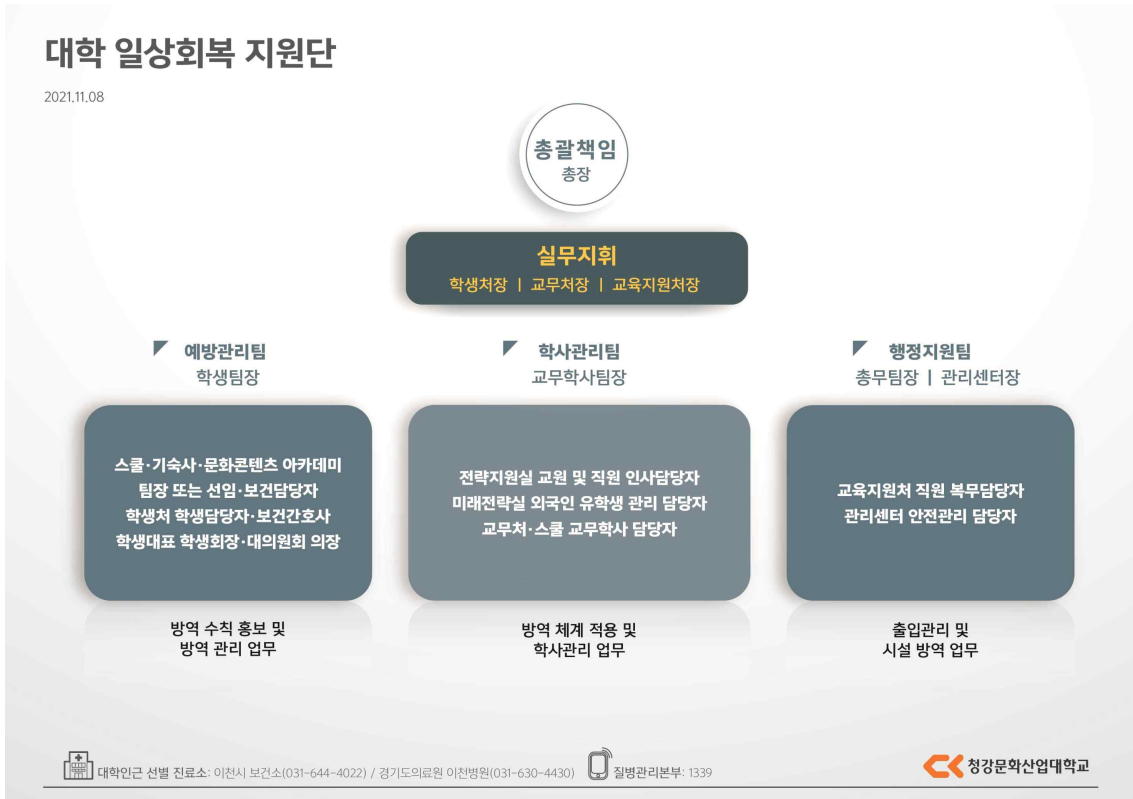 대학 일상회복 지원단
2021.11.08
총괄책임
총장
실무지휘
학생처장 | 교무처장 | 교육지원처장
예방관리팀
학생팀장
스쿨·기숙사·문화콘텐츠 아카데미
팀장 또는 선임·보건담당자
학생처 학생담당자·보건간호사
학생대표 학생회장·대의원회 의장
방역 수칙 홍보 및
방역 관리 업무
학사관리팀
교무학사팀장
전략지원실 교원 및 직원 인사담당자
미래전략실 외국인 유학생 관리 담당자
교무처·스쿨 교무학사 담당자
방역 체계 적용 및
학사관리 업무
행정지원팀
총무팀장 | 관리센터장
교육지원처 직원 복무담당자
관리센터 안전관리 담당자
출입관리 및
시설 방역 업무
대학인근 선별 진료소: 이천시 보건소(031-644-4022) / 경기도의료원 이천병원(031-630-4430) 질병관리본부: 1339
청강문화산업대학교